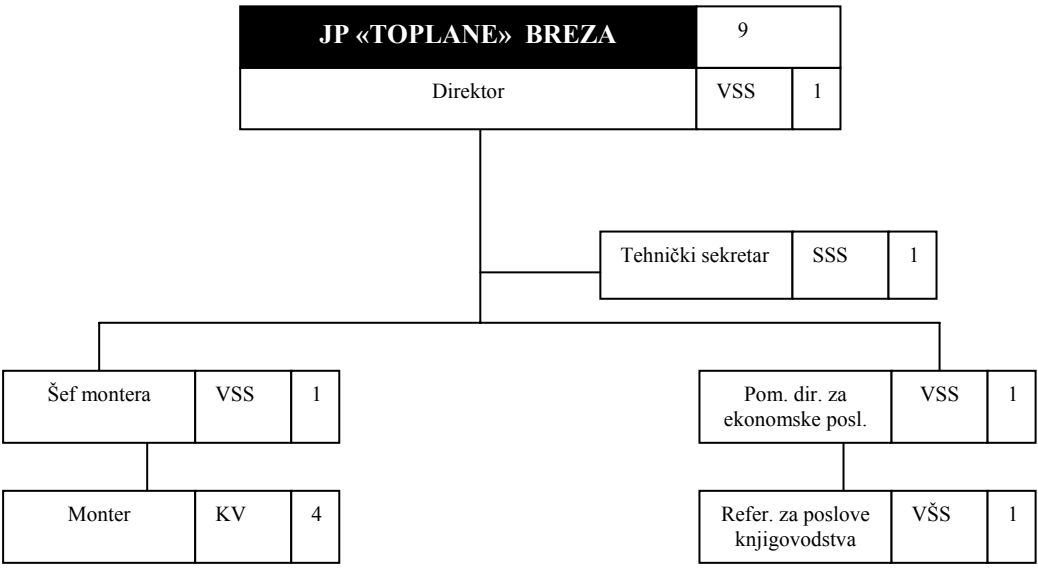 JP «TOPLANE» BREZA 9
Direktor VSS 1
Tehnički sekretar SSS 1
Šef montera VSS 1
Pom. dir. za
ekonomske posl. VSS 1
Monter KV 4
Refer. za poslove
knjigovodstva VŠS 1